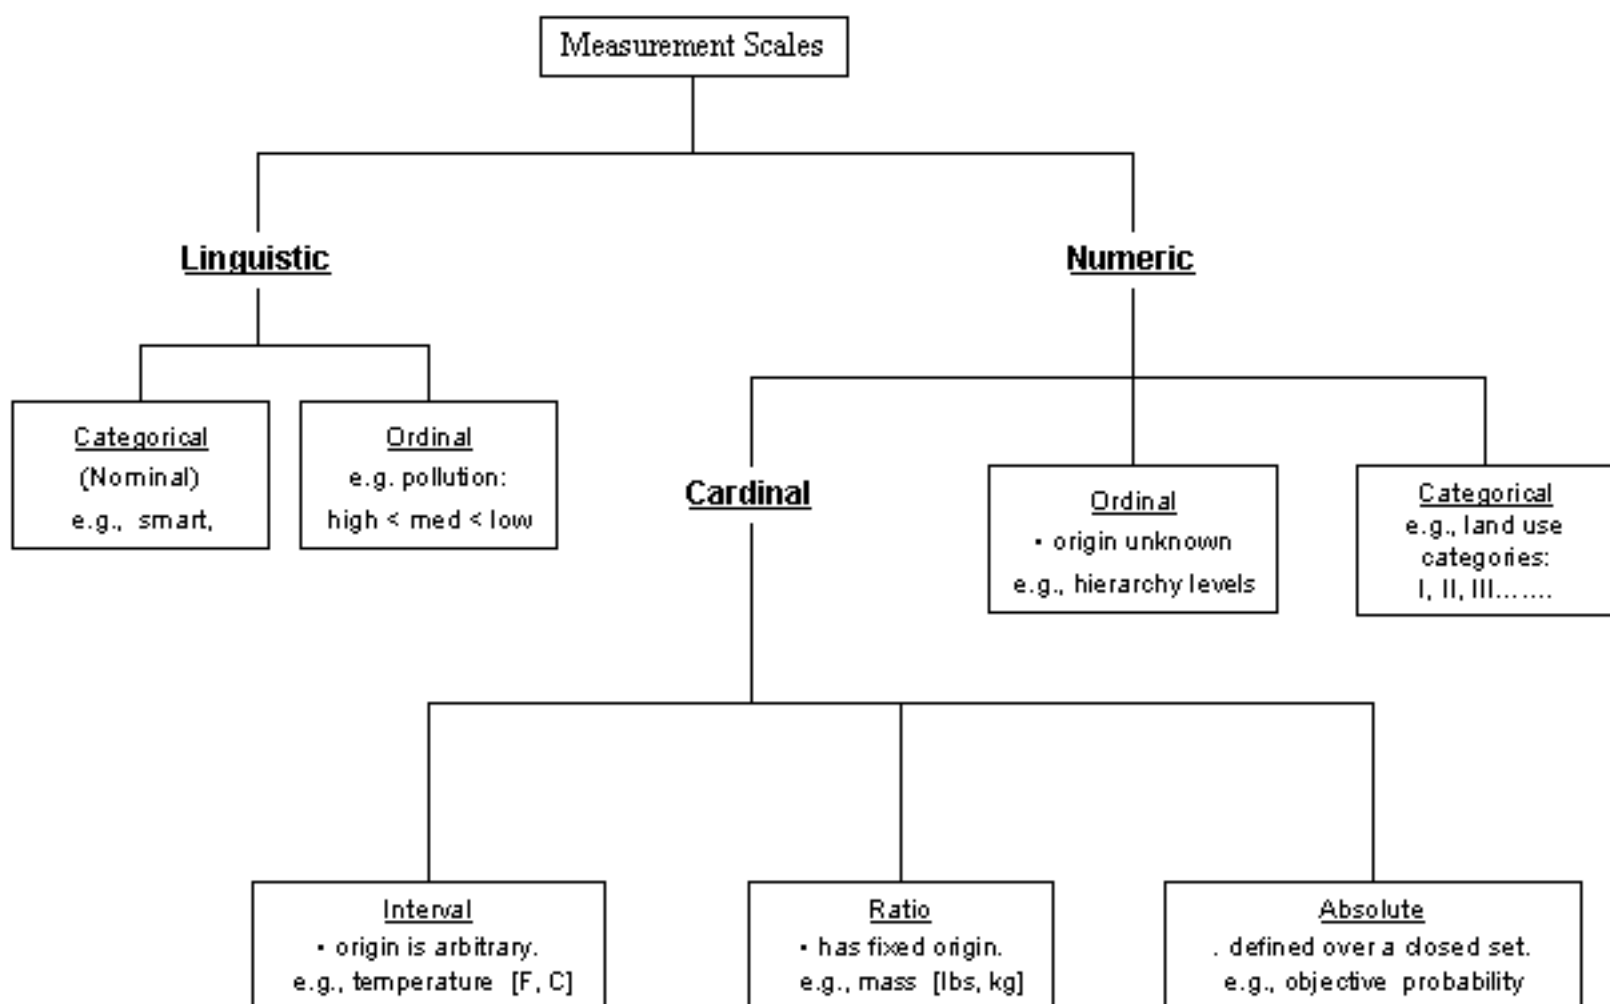 Measurement Scales
Linguistic
Numeric
Categorical
(Nominal)
e.g., smart,
Ordinal
e.g. pollution:
high < med < low
Cardinal
Ordinal
• origin unknown
e.g., hierarchy levels
Categorical
e.g., land use
categories:
I, II, III.......
Interval
• origin is arbitrary.
e.g., temperature [F, C]
Ratio
• has fixed origin.
e.g., mass [lbs, kg]
Absolute
. defined over a closed set.
e.g., objective probability